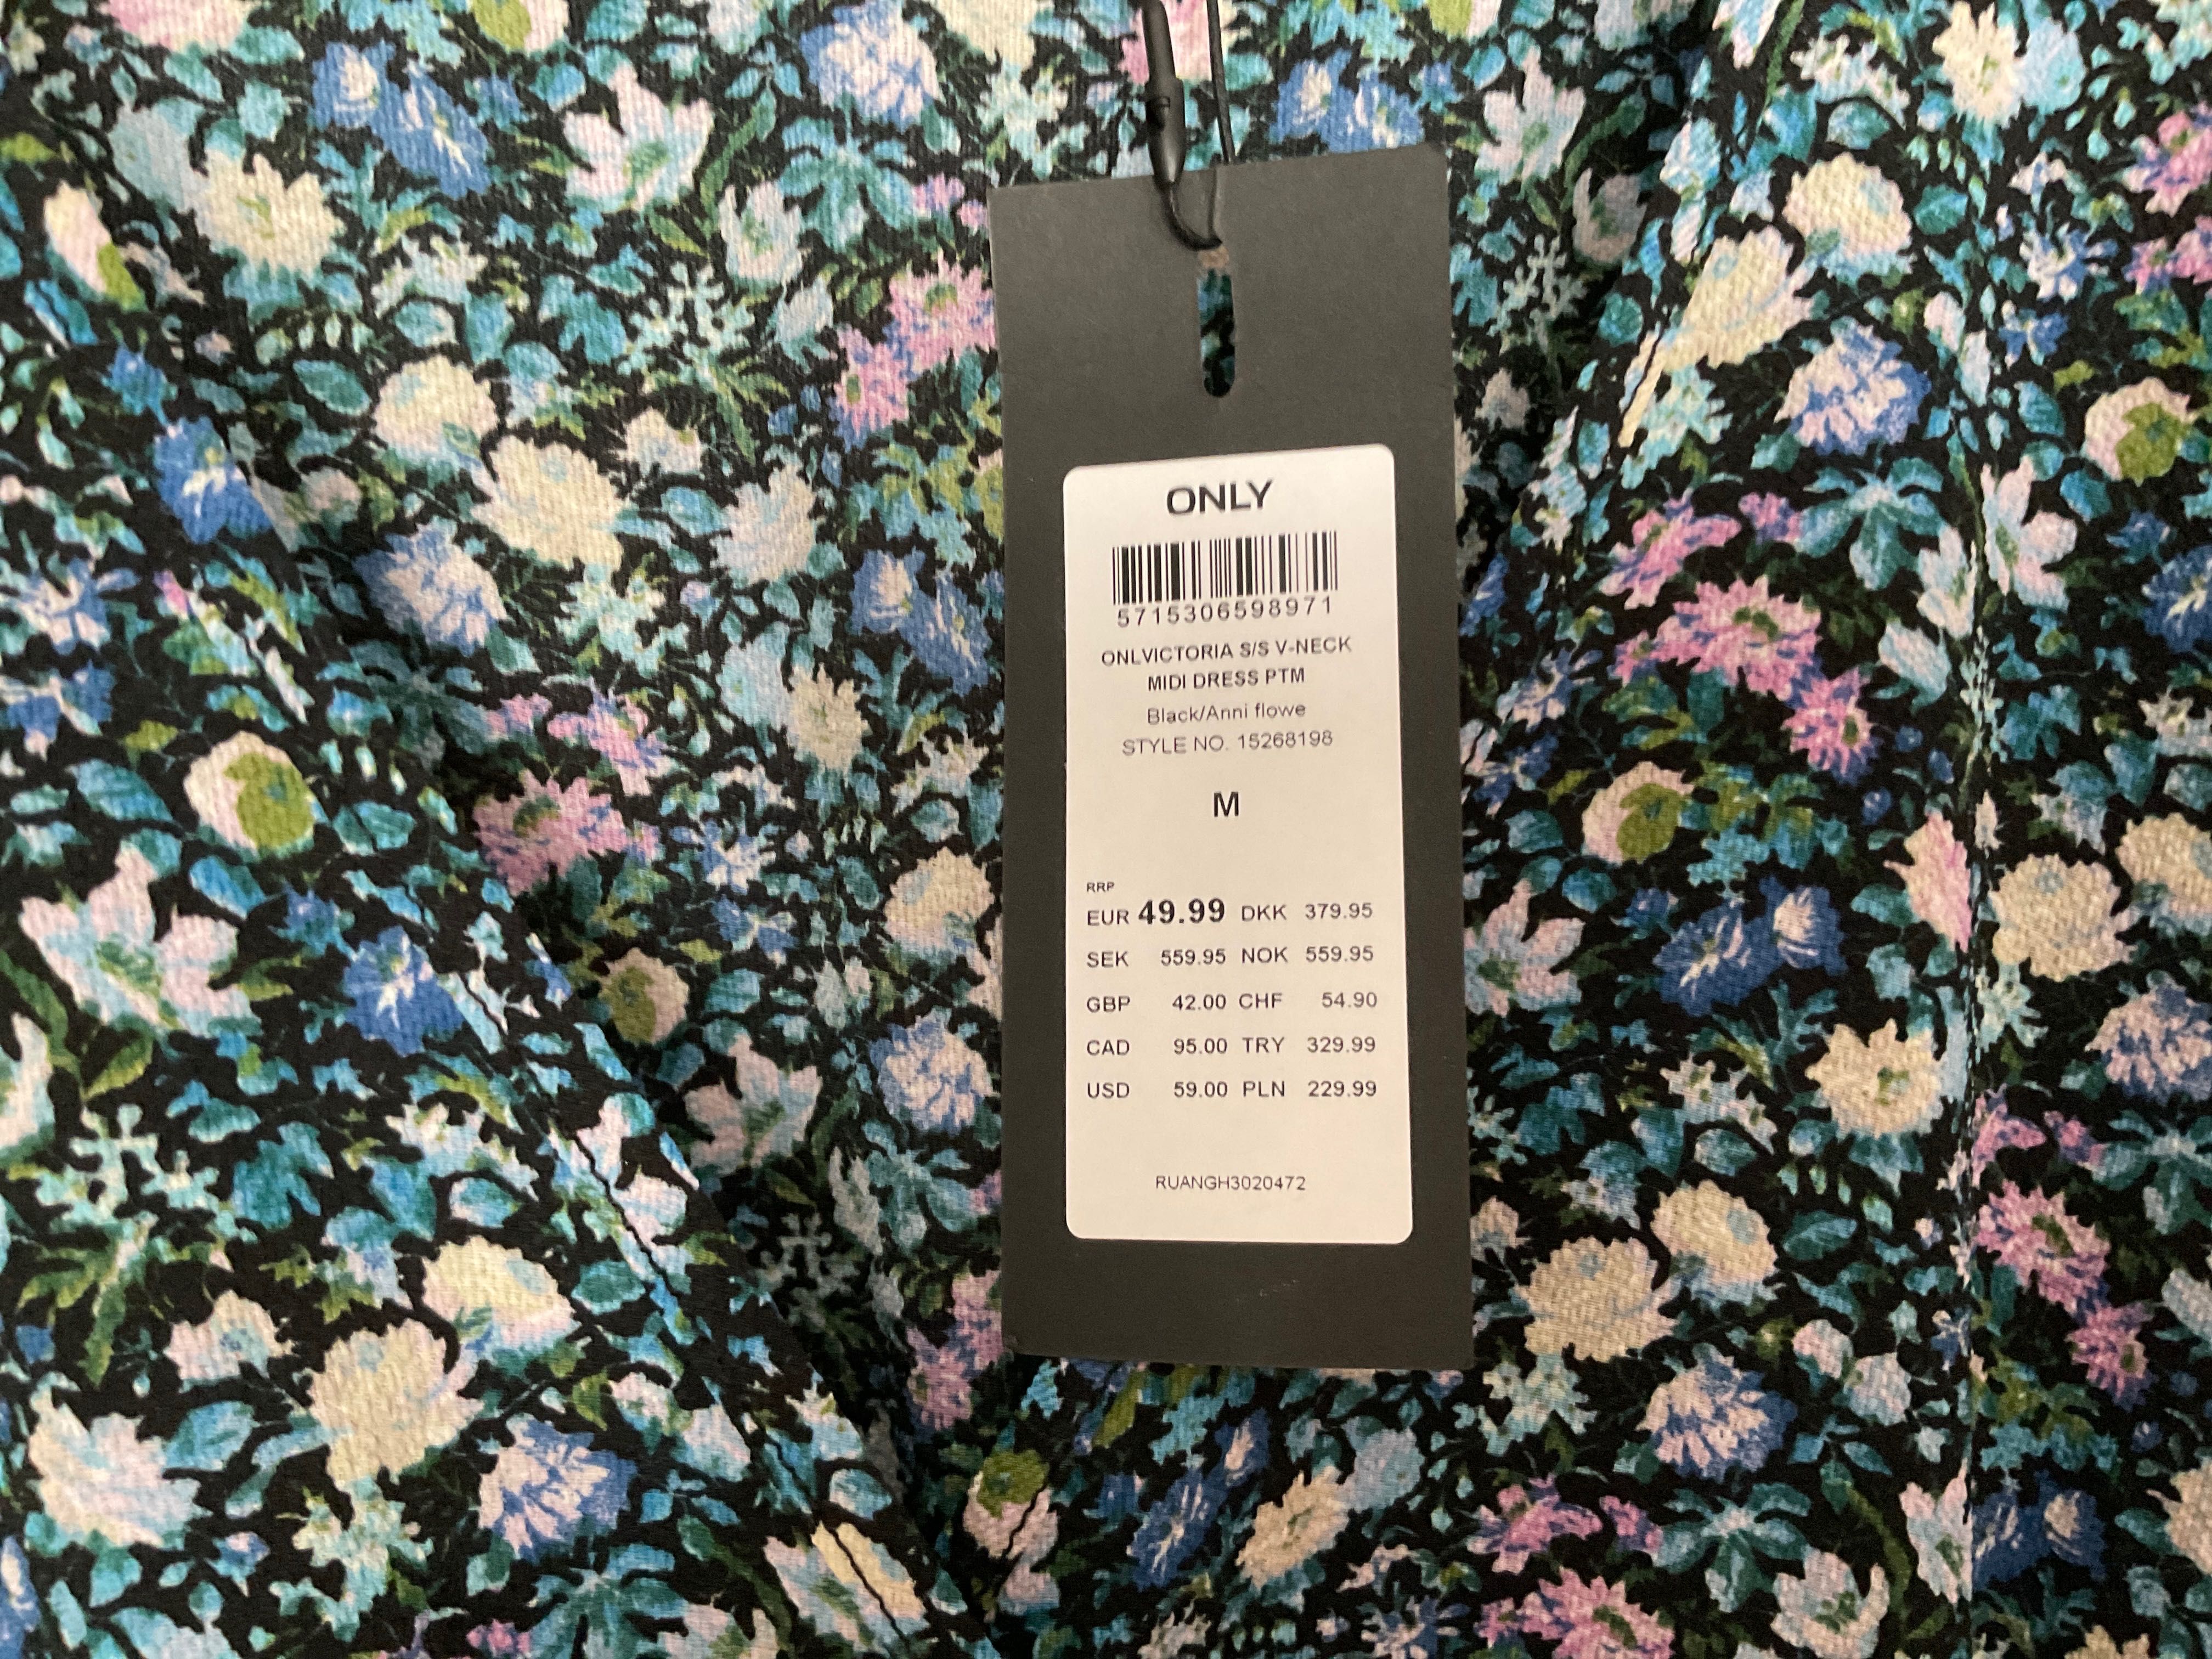 ONLY
5715306598971
ONLVICTORIA S/S V-NECK
MIDI DRESS PTM
Black/Anni flowe
STYLE NO. 15268198
M
RRP
EUR 49.99 DKK 379.95
SEK 559.95 NOK 559.95
GBP 42.00 CHF 54.90
CAD 95.00 TRY 329.99
USD 59.00 PLN 229.99
RUANGH3020472